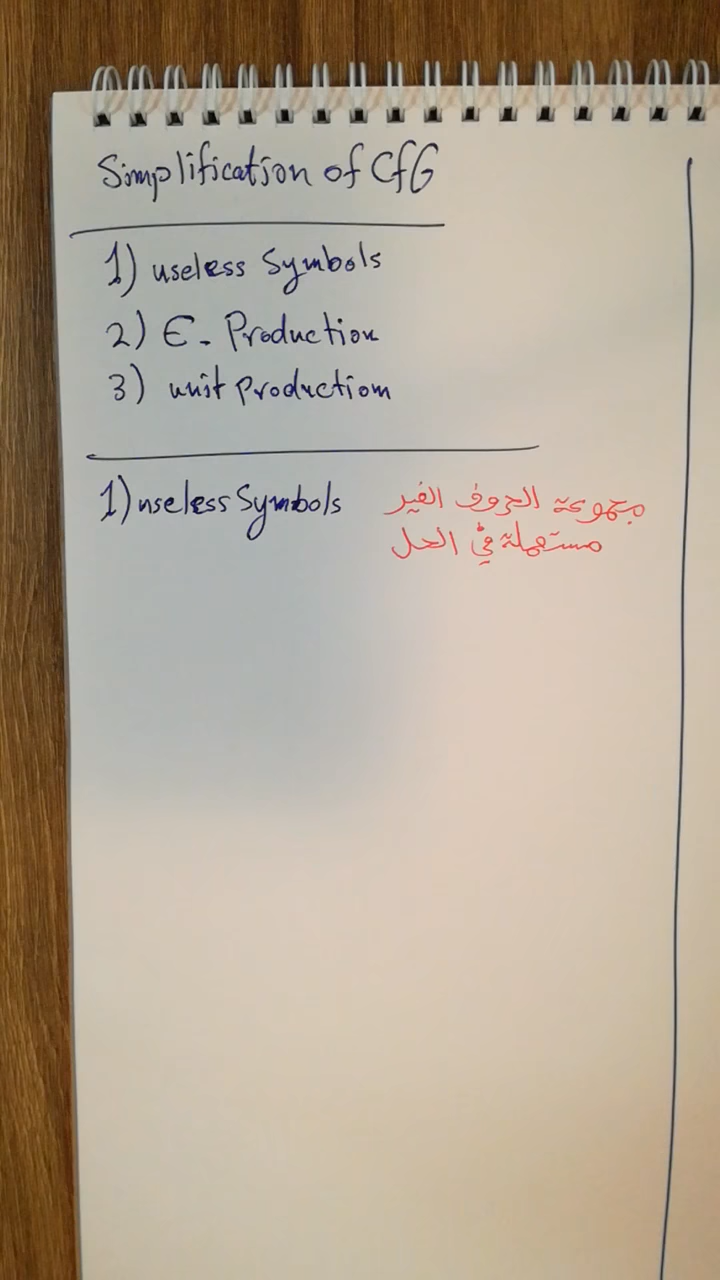 Simplification of CFG
1) useless Symbols
2) ϵ- Production
3) unit Production
1) useless Symbols مجموعة الحروف الغير
مستعملة في الحل